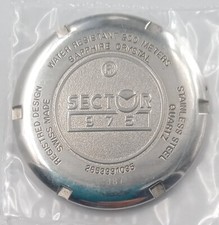 WATER RESISTANT 300 METERS
SAPPHIRE CRYSTAL
SECTOR
975
REGISTRED DESIGN
SWISS MADE
STAINLESS STEEL
QUARTZ